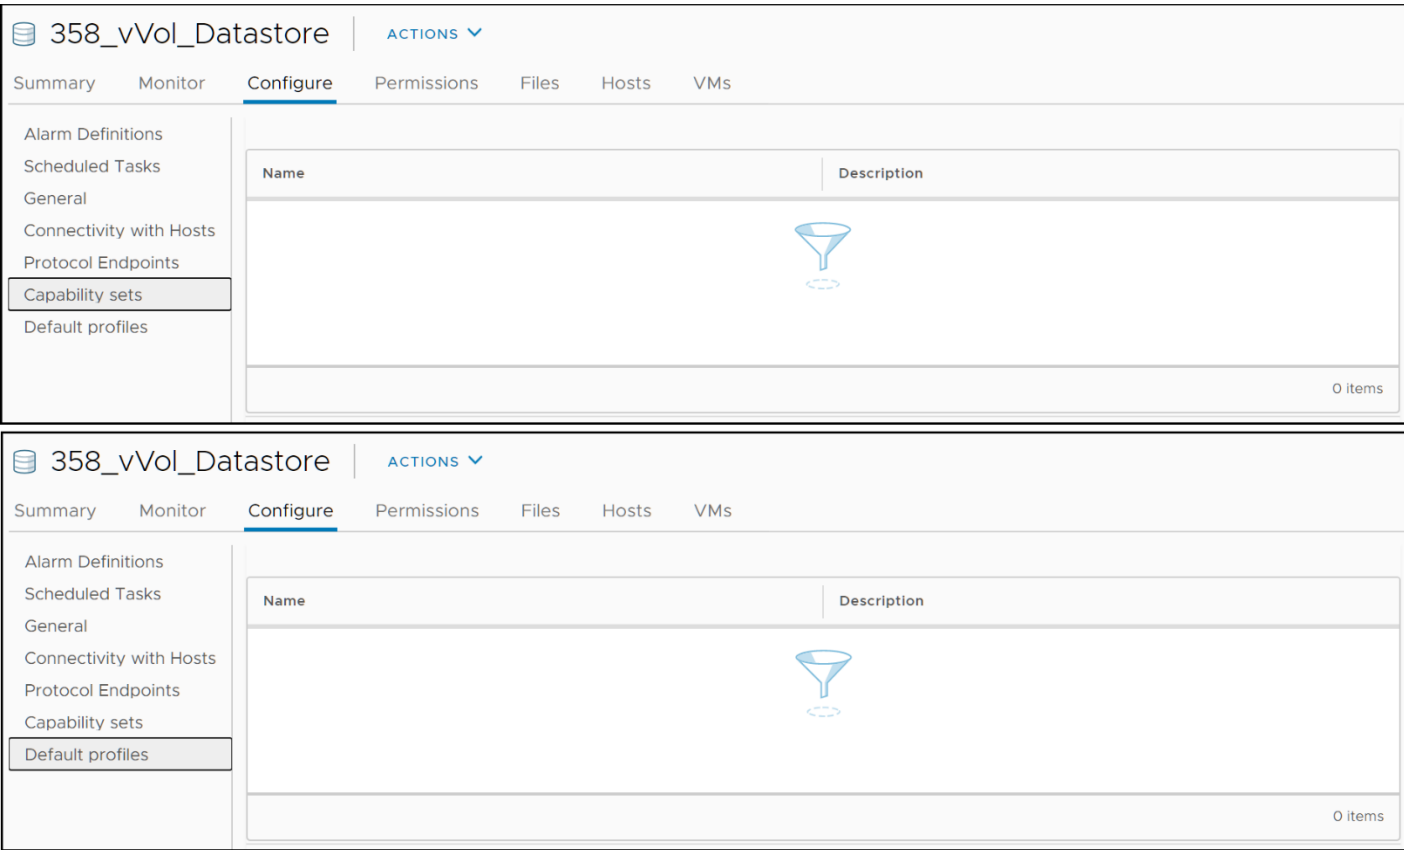 358_vVol_Datastore ACTIONS
Summary Monitor Configure Permissions Files Hosts VMs
Alarm Definitions
Scheduled Tasks
General
Connectivity with Hosts
Protocol Endpoints
Capability sets
Default profiles
Name Description
0 items
358_vVol_Datastore ACTIONS
Summary Monitor Configure Permissions Files Hosts VMs
Alarm Definitions
Scheduled Tasks
General
Connectivity with Hosts
Protocol Endpoints
Capability sets
Default profiles
Name Description
0 items